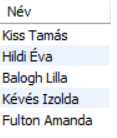 Név
Kiss Tamás
Hildi Éva
Balogh Lilla
Kévés Izolda
Fulton Amanda